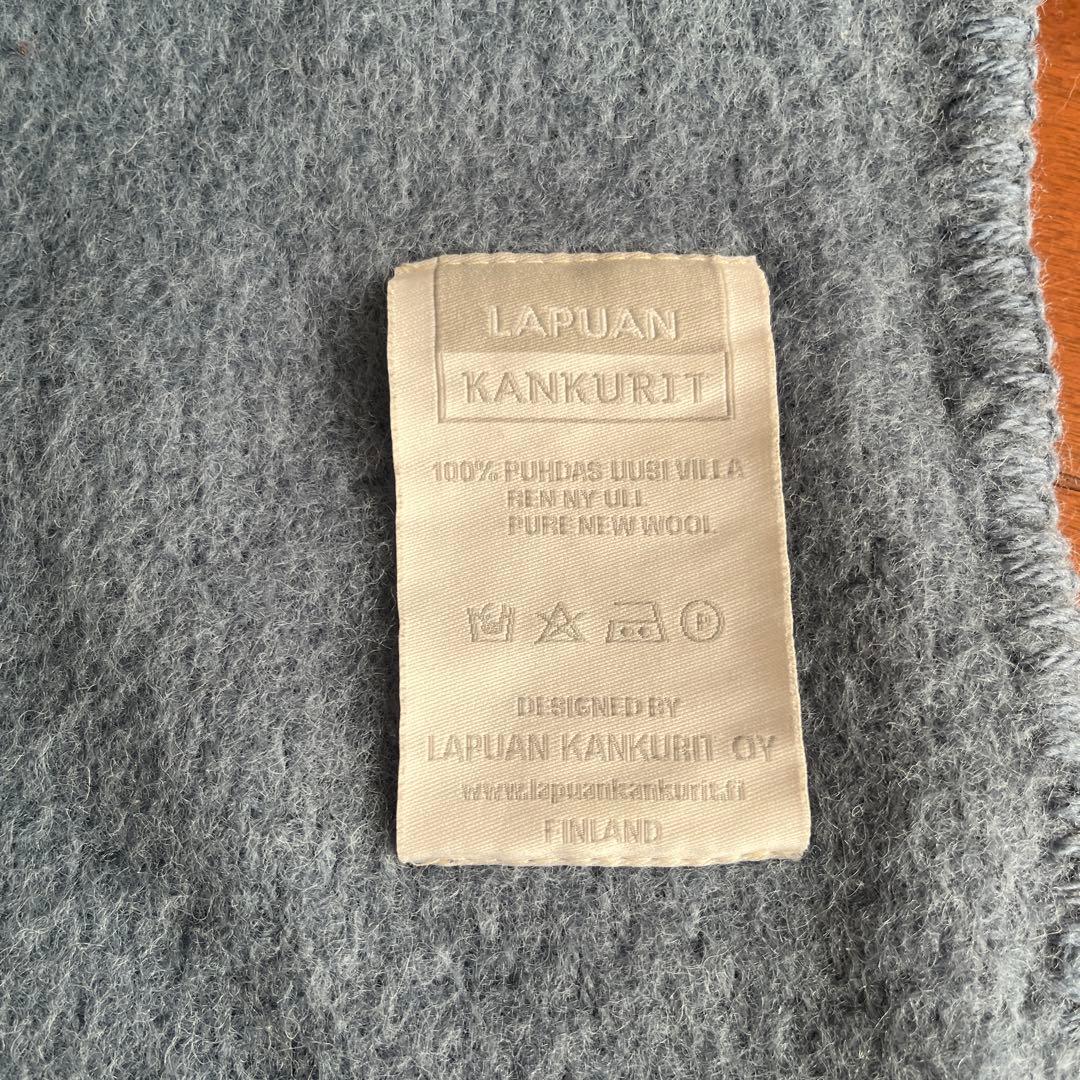 LAPUAN
KANKURIT
100% PUHDAS UUSI VILLA
REN NY ULL
PURE NEW WOOL
P
DESIGNED BY
LAPUAN KANKURIT OY
www.lapuankankurit.fi
FINLAND